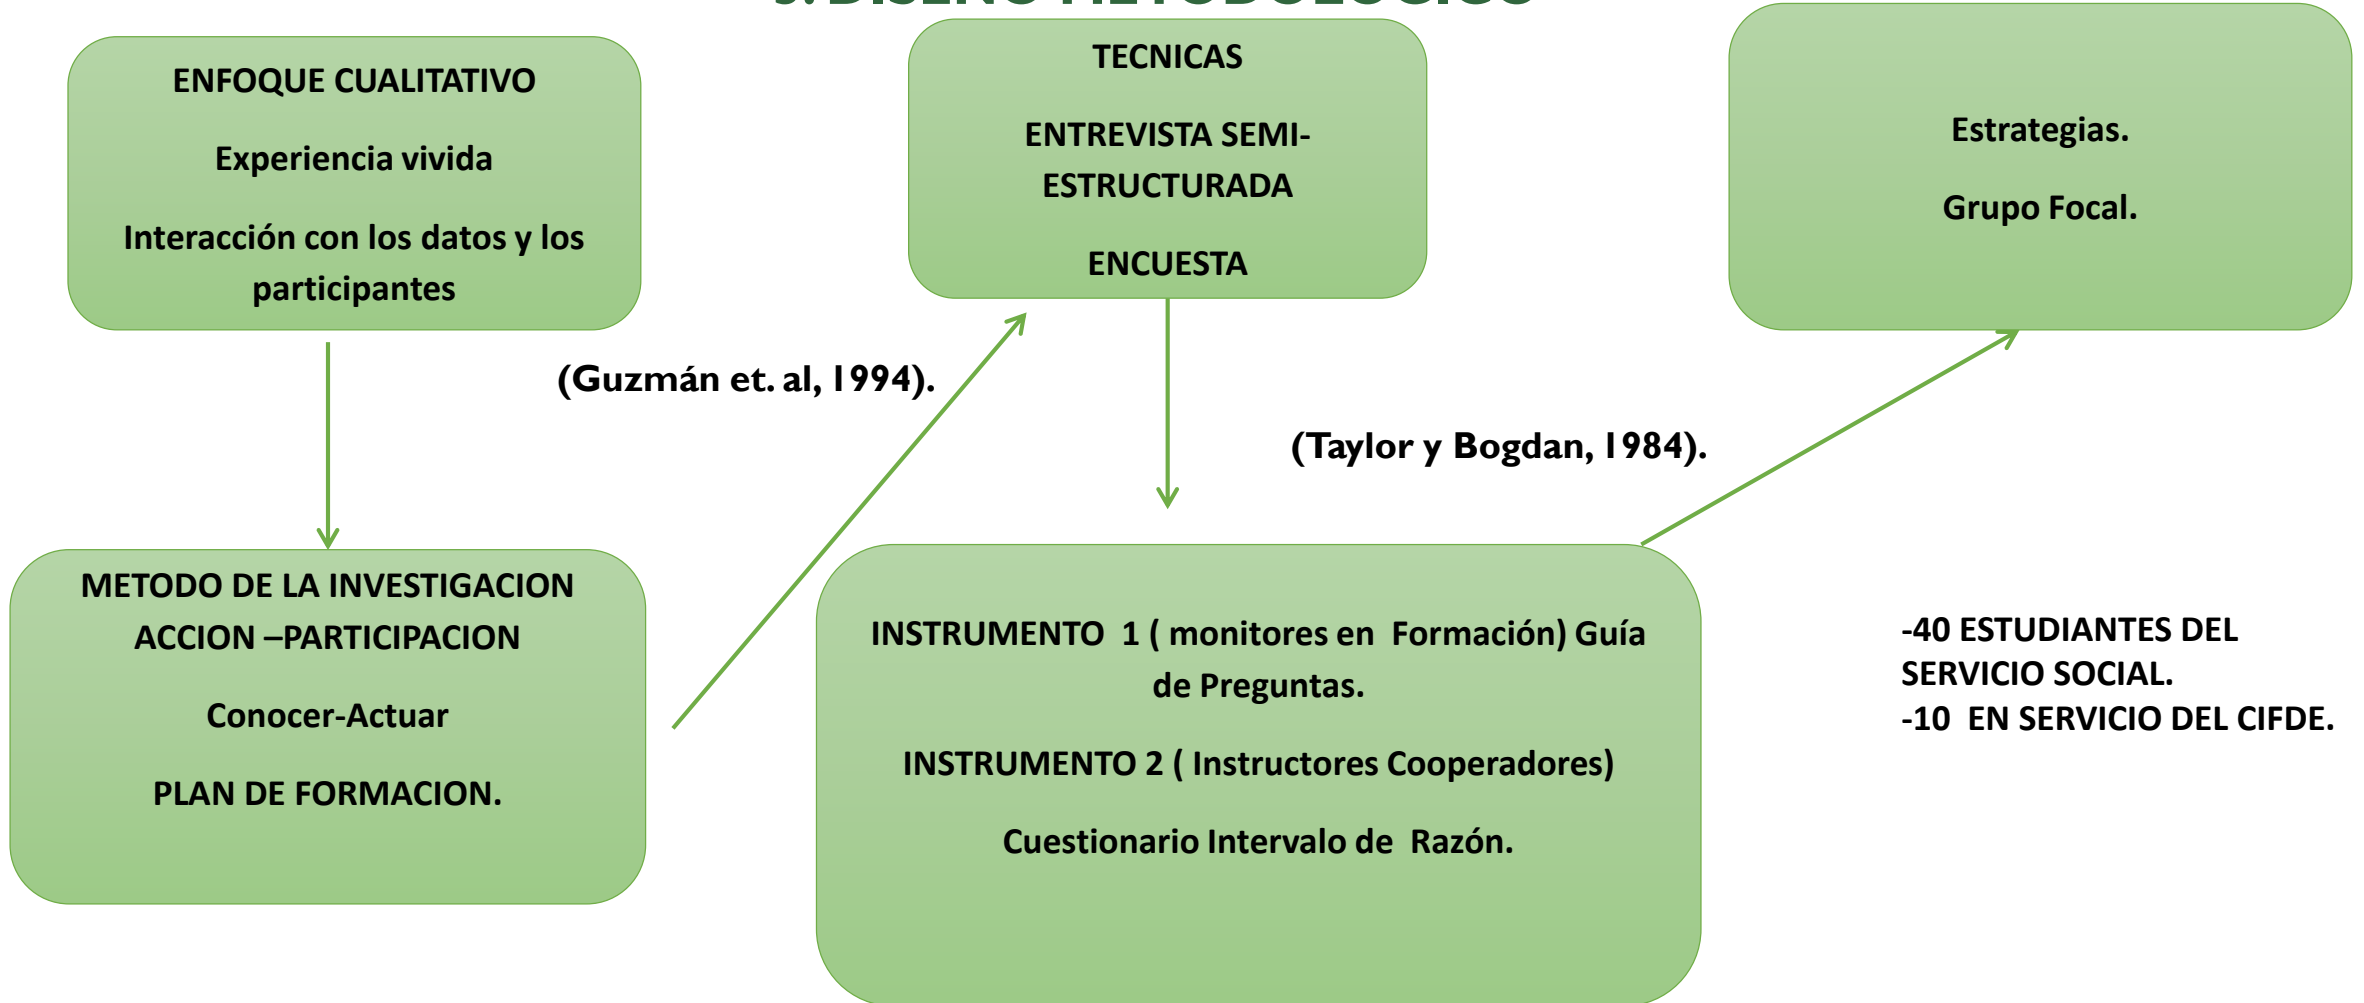 DISEÑO METODOLOGICO
ENFOQUE CUALITATIVO
Experiencia vivida
Interacción con los datos y los
participantes
METODO DE LA INVESTIGACION
ACCION –PARTICIPACION
Conocer-Actuar
PLAN DE FORMACION.
(Guzmán et. al, 1994).
TECNICAS
ENTREVISTA SEMI-
ESTRUCTURADA
ENCUESTA
(Taylor y Bogdan, 1984).
INSTRUMENTO 1 ( monitores en Formación) Guía
de Preguntas.
INSTRUMENTO 2 ( Instructores Cooperadores)
Cuestionario Intervalo de Razón.
Estrategias.
Grupo Focal.
-40 ESTUDIANTES DEL
SERVICIO SOCIAL.
-10 EN SERVICIO DEL CIFDE.